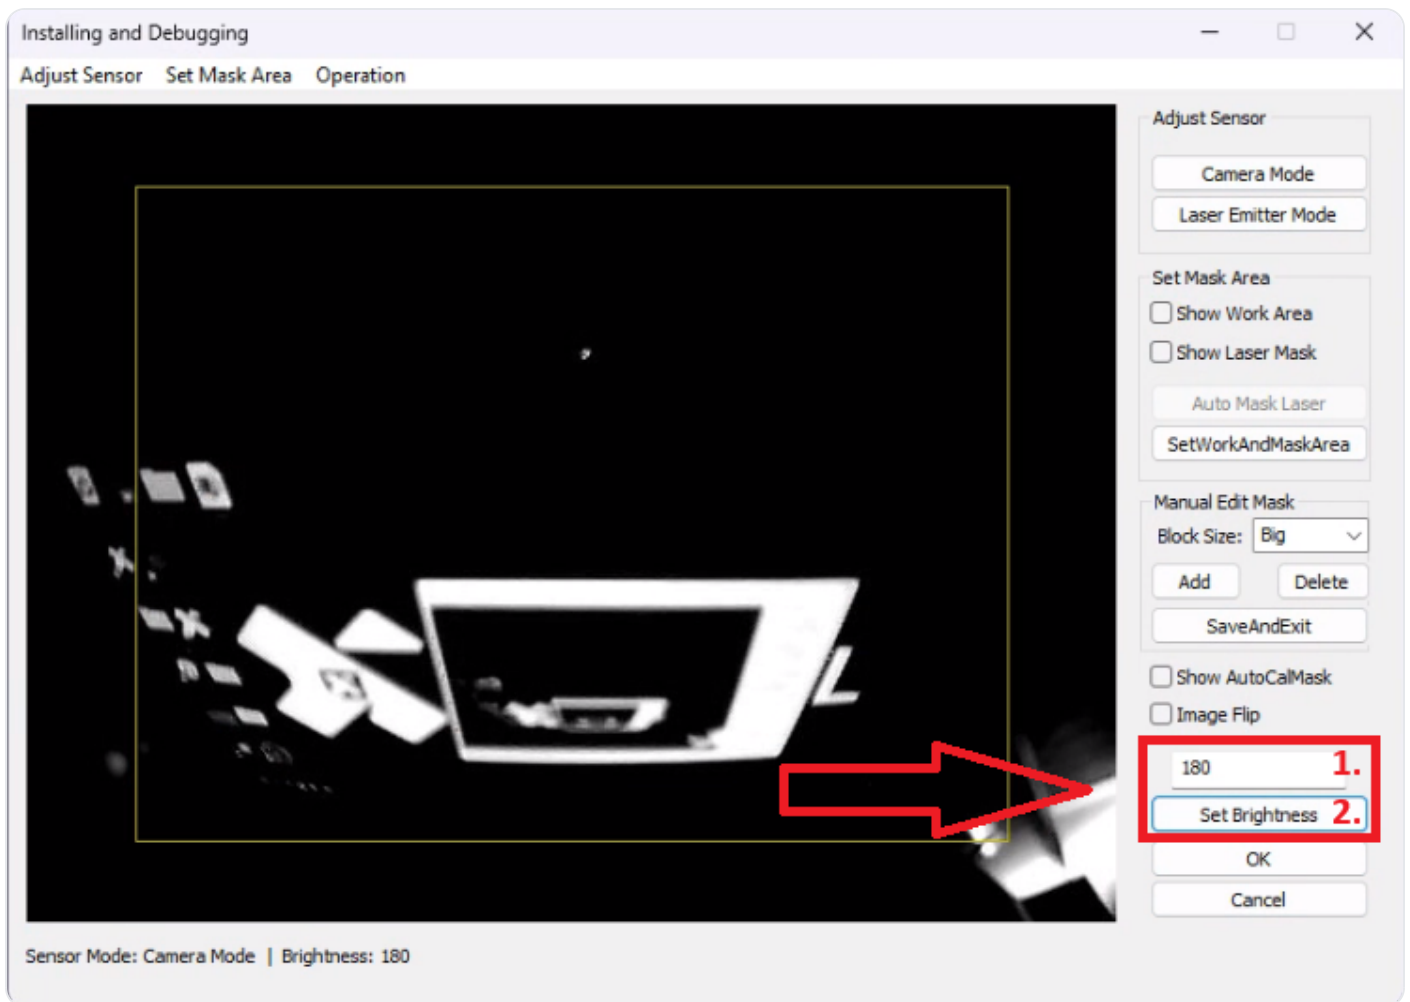 Installing and Debugging
Adjust Sensor Set Mask Area Operation
Adjust Sensor
Camera Mode
Laser Emitter Mode
Set Mask Area
Show Work Area
Show Laser Mask
Auto Mask Laser
SetWorkAndMaskArea
Manual Edit Mask
Block Size: Big
Add Delete
SaveAndExit
Show AutoCalMask
Image Flip
180 1.
Set Brightness 2.
OK
Cancel
Sensor Mode: Camera Mode | Brightness: 180